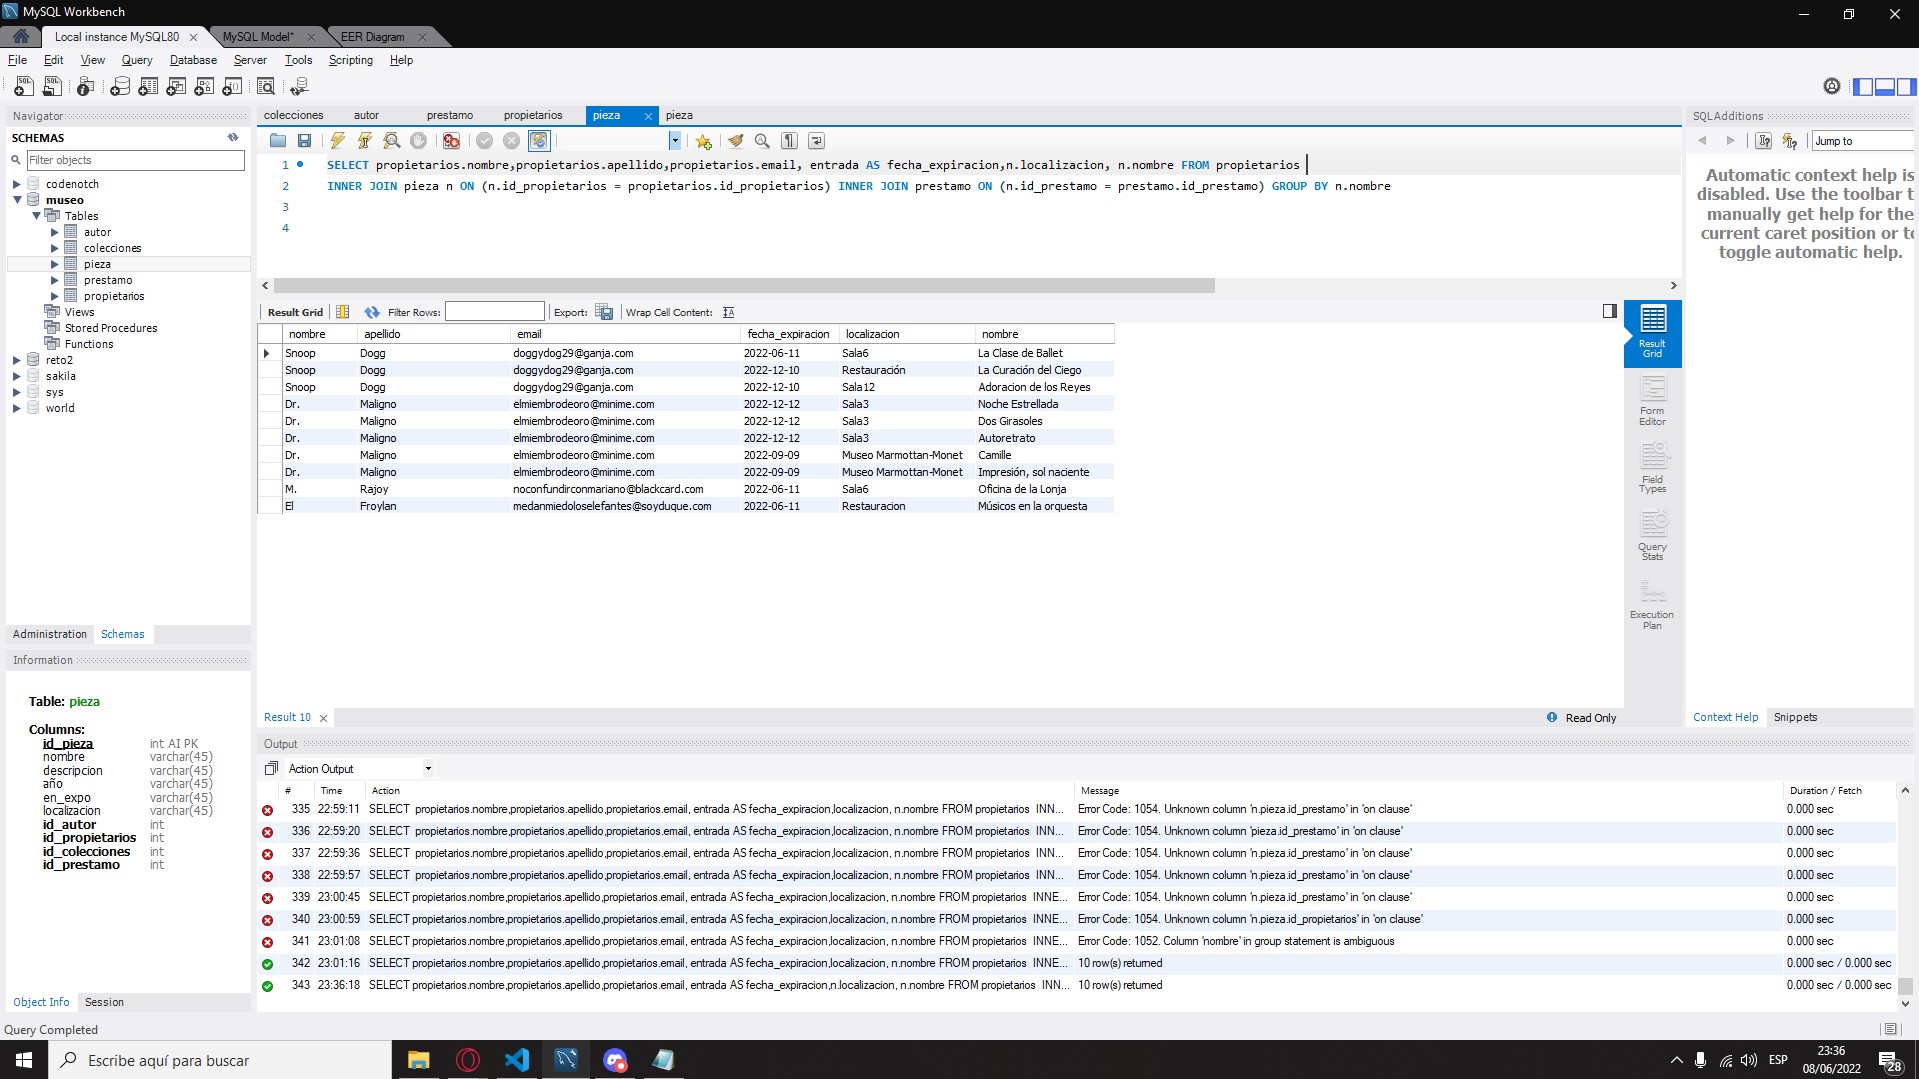 MySQL Workbench
Local instance MySQL80
MySQL Model*
EER Diagram
File Edit View Query Database Server Tools Scripting Help
Navigator
SCHEMAS
Filter objects
codenotch
museo
Tables
autor
colecciones
pieza
prestamo
propietarios
Views
Stored Procedures
Functions
reto2
sakila
sys
world
Administration Schemas
Information
Table: pieza
Columns:
id_pieza int AI PK
nombre varchar(45)
descripcion varchar(45)
año varchar(45)
en_expo varchar(45)
localizacion varchar(45)
id_autor int
id_propietarios int
id_colecciones int
id_prestamo int
Object Info Session
Query Completed
colecciones autor prestamo propietarios pieza pieza
1 SELECT propietarios.nombre,propietarios.apellido,propietarios.email, entrada AS fecha_expiracion,n.localizacion, n.nombre FROM propietarios
2 INNER JOIN pieza n ON (n.id_propietarios = propietarios.id_propietarios) INNER JOIN prestamo ON (n.id_prestamo = prestamo.id_prestamo) GROUP BY n.nombre
3
4
Result Grid Filter Rows: Export: Wrap Cell Content:
nombre apellido email fecha_expiracion localizacion nombre
Snoop Dogg doggydog29@ganja.com 2022-06-11 Sala6 La Clase de Ballet
Snoop Dogg doggydog29@ganja.com 2022-12-10 Restauración La Curación del Ciego
Snoop Dogg doggydog29@ganja.com 2022-12-10 Sala12 Adoracion de los Reyes
Dr. Maligno elmiembrodeoro@minime.com 2022-12-12 Sala3 Noche Estrellada
Dr. Maligno elmiembrodeoro@minime.com 2022-12-12 Sala3 Dos Girasoles
Dr. Maligno elmiembrodeoro@minime.com 2022-12-12 Sala3 Autoretrato
Dr. Maligno elmiembrodeoro@minime.com 2022-09-09 Museo Marmottan-Monet Camille
Dr. Maligno elmiembrodeoro@minime.com 2022-09-09 Museo Marmottan-Monet Impresión, sol naciente
M. Rajoy noconfundirconmariano@blackcard.com 2022-06-11 Sala6 Oficina de la Lonja
El Froylan medanmiedoloselefantes@soyduque.com 2022-06-11 Restauracion Músicos en la orquesta
Result Grid
Form Editor
Field Types
Query Stats
Execution Plan
Result 10
Read Only
SQLAdditions
Jump to
Automatic context help is
disabled. Use the toolbar t
manually get help for the
current caret position or to
toggle automatic help.
Context Help Snippets
Output
Action Output
# Time Action Message Duration / Fetch
335 22:59:11 SELECT propietarios.nombre,propietarios.apellido,propietarios.email, entrada AS fecha_expiracion,localizacion, n.nombre FROM propietarios INNE... Error Code: 1054. Unknown column 'n.pieza.id_prestamo' in 'on clause' 0.000 sec
336 22:59:20 SELECT propietarios.nombre,propietarios.apellido,propietarios.email, entrada AS fecha_expiracion,localizacion, n.nombre FROM propietarios INN... Error Code: 1054. Unknown column 'pieza.id_prestamo' in 'on clause' 0.000 sec
337 22:59:36 SELECT propietarios.nombre,propietarios.apellido,propietarios.email, entrada AS fecha_expiracion,localizacion, n.nombre FROM propietarios INN... Error Code: 1054. Unknown column 'n.pieza.id_prestamo' in 'on clause' 0.000 sec
338 22:59:57 SELECT propietarios.nombre,propietarios.apellido,propietarios.email, entrada AS fecha_expiracion,localizacion, n.nombre FROM propietarios INN... Error Code: 1054. Unknown column 'n.pieza.id_prestamo' in 'on clause' 0.000 sec
339 23:00:45 SELECT propietarios.nombre,propietarios.apellido,propietarios.email, entrada AS fecha_expiracion,localizacion, n.nombre FROM propietarios INNE... Error Code: 1054. Unknown column 'n.pieza.id_prestamo' in 'on clause' 0.000 sec
340 23:00:59 SELECT propietarios.nombre,propietarios.apellido,propietarios.email, entrada AS fecha_expiracion,localizacion, n.nombre FROM propietarios INNE... Error Code: 1054. Unknown column 'n.pieza.id_propietarios' in 'on clause' 0.000 sec
341 23:01:08 SELECT propietarios.nombre,propietarios.apellido,propietarios.email, entrada AS fecha_expiracion,localizacion, n.nombre FROM propietarios INNE... Error Code: 1052. Column 'nombre' in group statement is ambiguous 0.000 sec
342 23:01:16 SELECT propietarios.nombre,propietarios.apellido,propietarios.email, entrada AS fecha_expiracion,localizacion, n.nombre FROM propietarios INNE... 10 row(s) returned 0.000 sec / 0.000 sec
343 23:36:18 SELECT propietarios.nombre,propietarios.apellido,propietarios.email, entrada AS fecha_expiracion,n.localizacion, n.nombre FROM propietarios INN... 10 row(s) returned 0.000 sec / 0.000 sec
Escribe aquí para buscar
ESP
23:36
08/06/2022
28